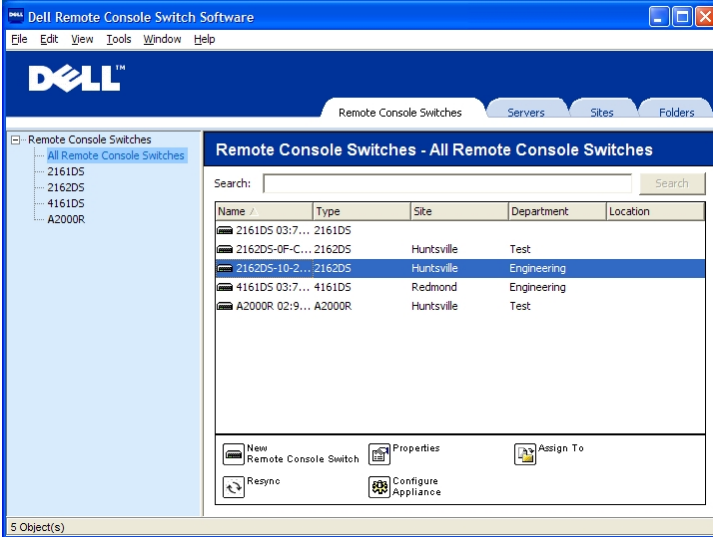 Dell Remote Console Switch Software
File Edit View Tools Window Help
DELL™
Remote Console Switches Servers Sites Folders
Remote Console Switches
All Remote Console Switches
2161DS
2162DS
4161DS
A2000R
Remote Console Switches - All Remote Console Switches
Search: Search
Name Type Site Department Location
2161DS 03:7... 2161DS
2162DS-0F-C... 2162DS Huntsville Test
2162DS-10-2... 2162DS Huntsville Engineering
4161DS 03:7... 4161DS Redmond Engineering
A2000R 02:9... A2000R Huntsville Test
New
Remote Console Switch
Properties
Assign To
Resync
Configure
Appliance
5 Object(s)